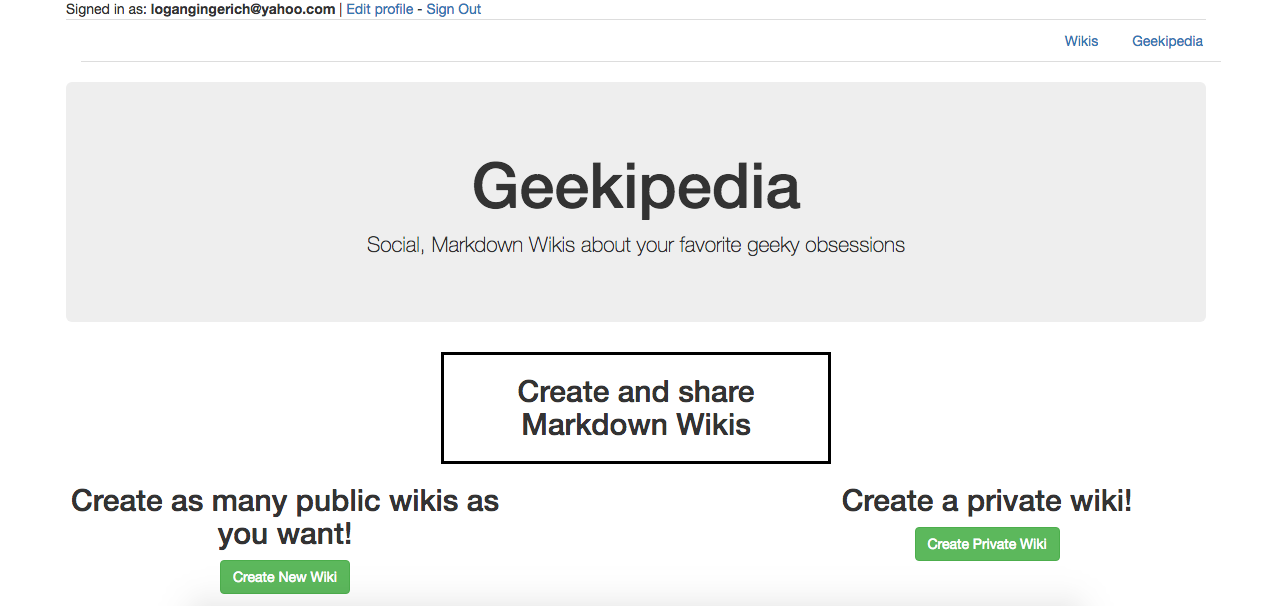 Signed in as: logangingerich@yahoo.com | Edit profile - Sign Out
Wikis Geekipedia
Geekipedia
Social, Markdown Wikis about your favorite geeky obsessions
Create and share
Markdown Wikis
Create as many public wikis as
you want!
Create New Wiki
Create a private wiki!
Create Private Wiki